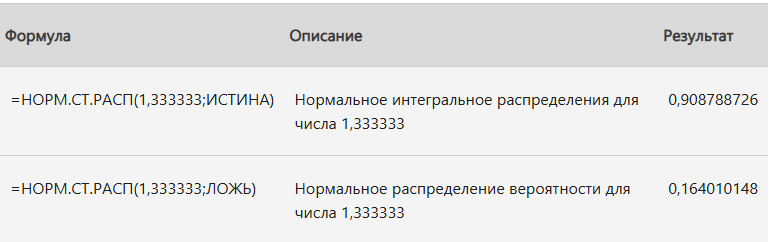 Формула Описание Результат
=НОРМ.СТ.РАСП(1,333333;ИСТИНА) Нормальное интегральное распределения для 0,908788726
числа 1,333333
=НОРМ.СТ.РАСП(1,333333;ЛОЖЬ) Нормальное распределение вероятности для 0,164010148
числа 1,333333